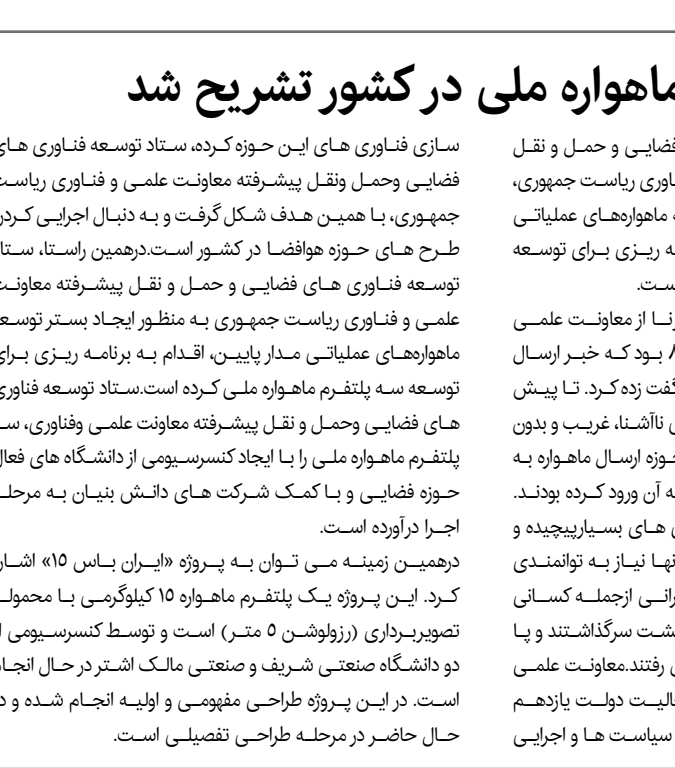 ماهواره ملی در کشور تشریح شد
فضایی و حمل و نقل
ریاست جمهوری،
ماهواره‌های عملیاتی
ریزی برای توسعه
از معاونت علمی
بود که خبر ارسال
زده کرد. تا پیش
ناآشنا، غریب و بدون
ارسال ماهواره به
آن ورود کرده بودند.
های بسیارپیچیده و
نیاز به توانمندی
ازجمله کسانی
سرگذاشتند و پا
رفتند.معاونت علمی
دولت یازدهم
سیاست ها و اجرایی
سازی فناوری های این حوزه کرده، ستاد توسعه فناوری های
فضایی وحمل ونقل پیشرفته معاونت علمی و فناوری ریاست
جمهوری، با همین هدف شکل گرفت و به دنبال اجرایی کردن
طرح های حوزه هوافضا در کشور است.درهمین راستا، ستاد
توسعه فناوری های فضایی و حمل و نقل پیشرفته معاونت
علمی و فناوری ریاست جمهوری به منظور ایجاد بستر توسعه
ماهواره‌های عملیاتی مدار پایین، اقدام به برنامه ریزی برای
توسعه سه پلتفرم ماهواره ملی کرده است.ستاد توسعه فناوری
های فضایی وحمل و نقل پیشرفته معاونت علمی وفناوری، سه
پلتفرم ماهواره ملی را با ایجاد کنسرسیومی از دانشگاه های فعال
حوزه فضایی و با کمک شرکت های دانش بنیان به مرحله
اجرا درآورده است.
درهمین زمینه می توان به پروژه «ایران باس ۱۵» اشاره
کرد. این پروژه یک پلتفرم ماهواره ۱۵ کیلوگرمی با محموله
تصویربرداری (رزولوشن ۵ متر) است و توسط کنسرسیومی از
دو دانشگاه صنعتی شریف و صنعتی مالک اشتر در حال انجام
است. در این پروژه طراحی مفهومی و اولیه انجام شده و در
حال حاضر در مرحله طراحی تفصیلی است.